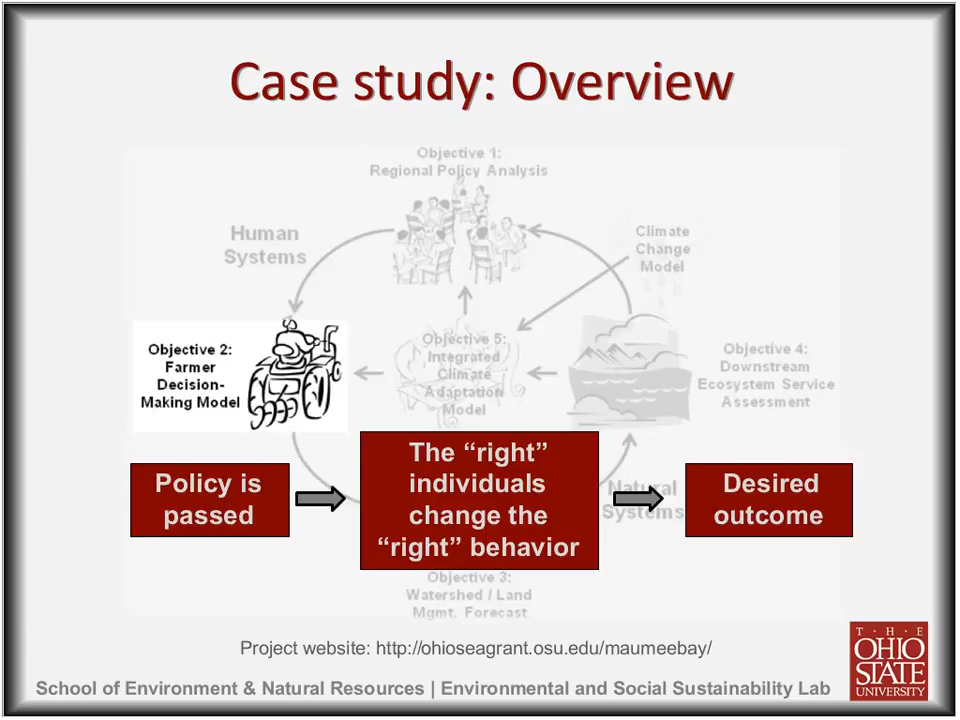 Case study: Overview
Objective 1:
Regional Policy Analysis
Human
Systems
Climate
Change
Model
Objective 2:
Farmer
Decision-
Making Model
Objective 5:
Integrated
Climate
Adaptation
Model
Objective 4:
Downstream
Ecosystem Service
Assessment
Policy is
passed
The “right”
individuals
change the
“right” behavior
Natural
Systems
Desired
outcome
Objective 3:
Watershed / Land
Mgmt. Forecast
Project website: http://ohioseagrant.osu.edu/maumeebay/
School of Environment & Natural Resources | Environmental and Social Sustainability Lab
T · H · E
OHIO
STATE
UNIVERSITY